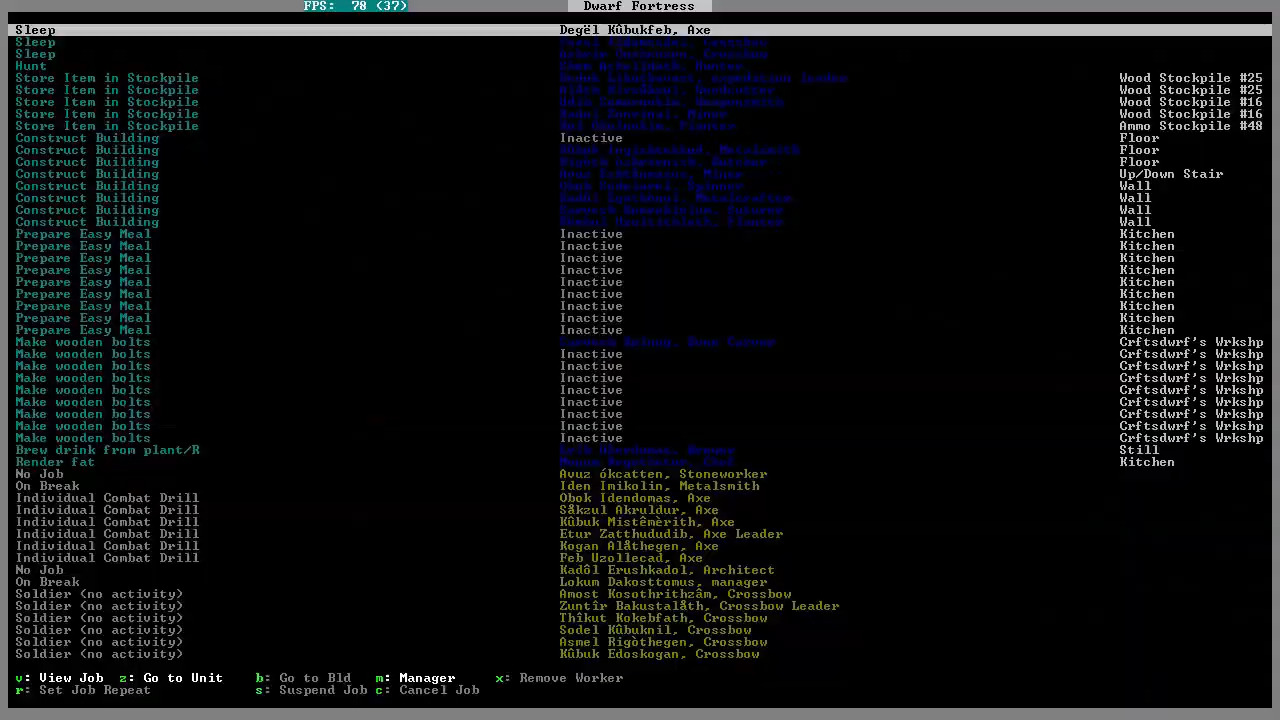 FPS: 78 (37) Dwarf Fortress
Sleep Degël Kûbukfeb, Axe
Sleep
Sleep
Hunt
Store Item in Stockpile Wood Stockpile #25
Store Item in Stockpile Wood Stockpile #25
Store Item in Stockpile Wood Stockpile #16
Store Item in Stockpile Wood Stockpile #16
Store Item in Stockpile Ammo Stockpile #48
Construct Building Inactive Floor
Construct Building Floor
Construct Building Floor
Construct Building Up/Down Stair
Construct Building Wall
Construct Building Wall
Construct Building Wall
Construct Building Wall
Prepare Easy Meal Inactive Kitchen
Prepare Easy Meal Inactive Kitchen
Prepare Easy Meal Inactive Kitchen
Prepare Easy Meal Inactive Kitchen
Prepare Easy Meal Inactive Kitchen
Prepare Easy Meal Inactive Kitchen
Prepare Easy Meal Inactive Kitchen
Prepare Easy Meal Inactive Kitchen
Prepare Easy Meal Inactive Kitchen
Make wooden bolts Crftsdwrf's Wrkshp
Make wooden bolts Inactive Crftsdwrf's Wrkshp
Make wooden bolts Inactive Crftsdwrf's Wrkshp
Make wooden bolts Inactive Crftsdwrf's Wrkshp
Make wooden bolts Inactive Crftsdwrf's Wrkshp
Make wooden bolts Inactive Crftsdwrf's Wrkshp
Make wooden bolts Inactive Crftsdwrf's Wrkshp
Make wooden bolts Inactive Crftsdwrf's Wrkshp
Make wooden bolts Inactive Crftsdwrf's Wrkshp
Brew drink from plant/R Still
Render fat Kitchen
No Job Avuz ókcatten, Stoneworker
On Break Iden Imikolin, Metalsmith
Individual Combat Drill Obok Idendomas, Axe
Individual Combat Drill Såkzul Akruldur, Axe
Individual Combat Drill Kûbuk Mistêmèrith, Axe
Individual Combat Drill Etur Zatthududib, Axe Leader
Individual Combat Drill Kogan Alåthegen, Axe
Individual Combat Drill Feb Uzollecad, Axe
No Job Kadôl Erushkadol, Architect
On Break Lokum Dakosttomus, manager
Soldier (no activity) Amost Kosothrithzâm, Crossbow
Soldier (no activity) Zuntîr Bakustalåth, Crossbow Leader
Soldier (no activity) Thîkut Kokebfath, Crossbow
Soldier (no activity) Sodel Kûbuknil, Crossbow
Soldier (no activity) Asmel Rigòthegen, Crossbow
Soldier (no activity) Kûbuk Edoskogan, Crossbow
v: View Job z: Go to Unit b: Go to Bld m: Manager x: Remove Worker
r: Set Job Repeat s: Suspend Job c: Cancel Job